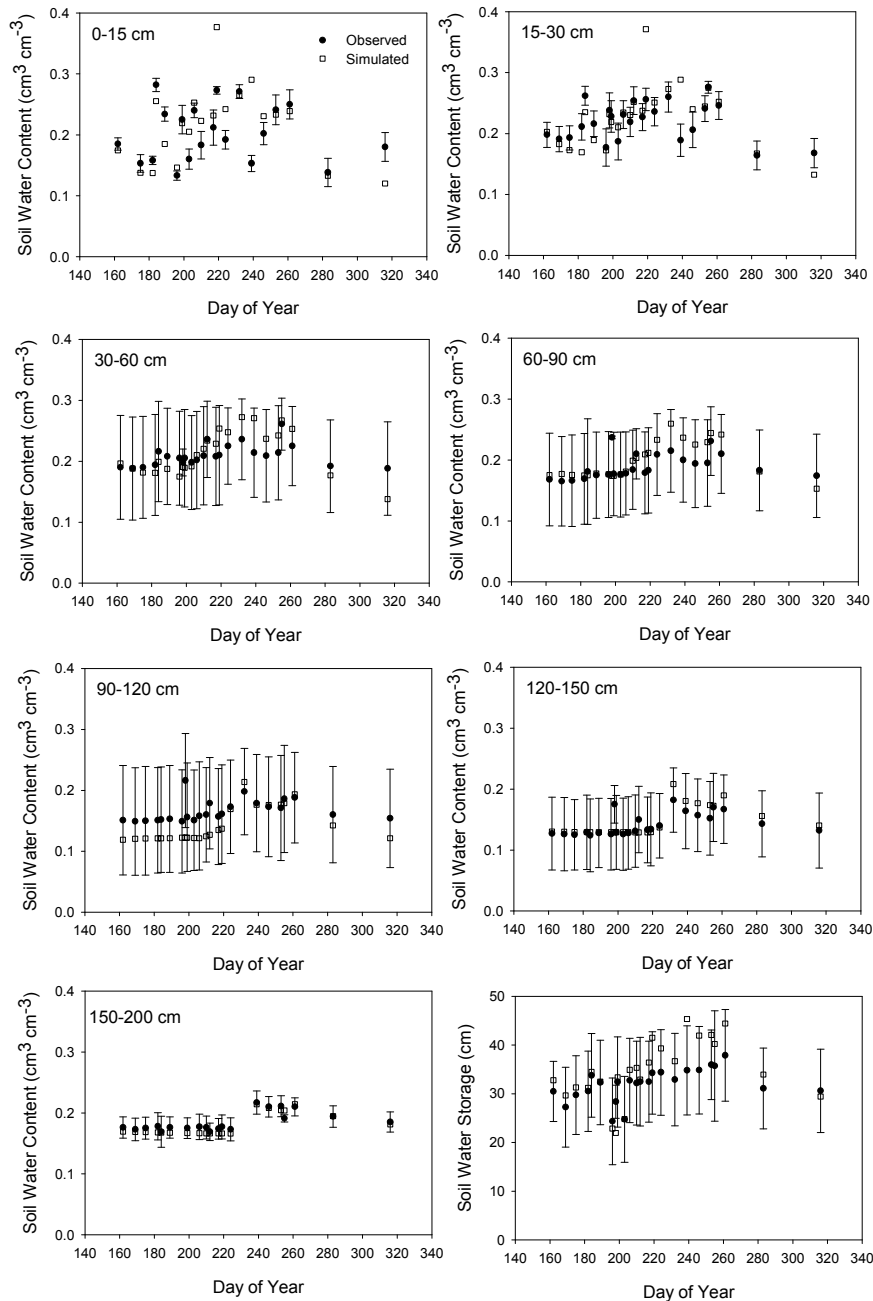 0-15 cm
Observed
Simulated
Soil Water Content (cm³ cm⁻³)
0.4
0.3
0.2
0.1
0.0
140 160 180 200 220 240 260 280 300 320 340
Day of Year
15-30 cm
Soil Water Content (cm³ cm⁻³)
0.4
0.3
0.2
0.1
0.0
140 160 180 200 220 240 260 280 300 320 340
Day of Year
30-60 cm
Soil Water Content (cm³ cm⁻³)
0.4
0.3
0.2
0.1
0.0
140 160 180 200 220 240 260 280 300 320 340
Day of Year
60-90 cm
Soil Water Content (cm³ cm⁻³)
0.4
0.3
0.2
0.1
0.0
140 160 180 200 220 240 260 280 300 320 340
Day of Year
90-120 cm
Soil Water Content (cm³ cm⁻³)
0.4
0.3
0.2
0.1
0.0
140 160 180 200 220 240 260 280 300 320 340
Day of Year
120-150 cm
Soil Water Content (cm³ cm⁻³)
0.4
0.3
0.2
0.1
0.0
140 160 180 200 220 240 260 280 300 320 340
Day of Year
150-200 cm
Soil Water Content (cm³ cm⁻³)
0.4
0.3
0.2
0.1
0.0
140 160 180 200 220 240 260 280 300 320 340
Day of Year
Soil Water Storage (cm)
50
40
30
20
10
0
140 160 180 200 220 240 260 280 300 320 340
Day of Year